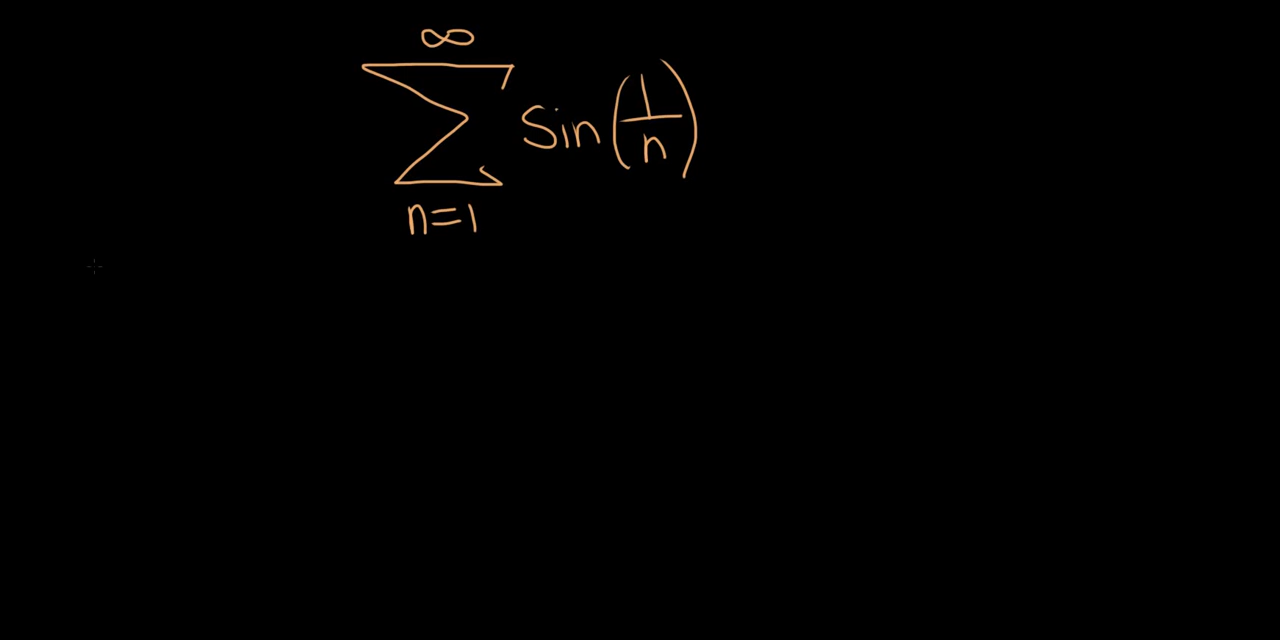 ∞
∑ sin(1/n)
n=1